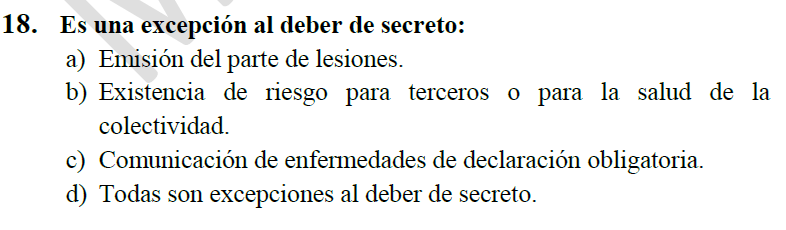 18. Es una excepción al deber de secreto:
a) Emisión del parte de lesiones.
b) Existencia de riesgo para terceros o para la salud de la
colectividad.
c) Comunicación de enfermedades de declaración obligatoria.
d) Todas son excepciones al deber de secreto.